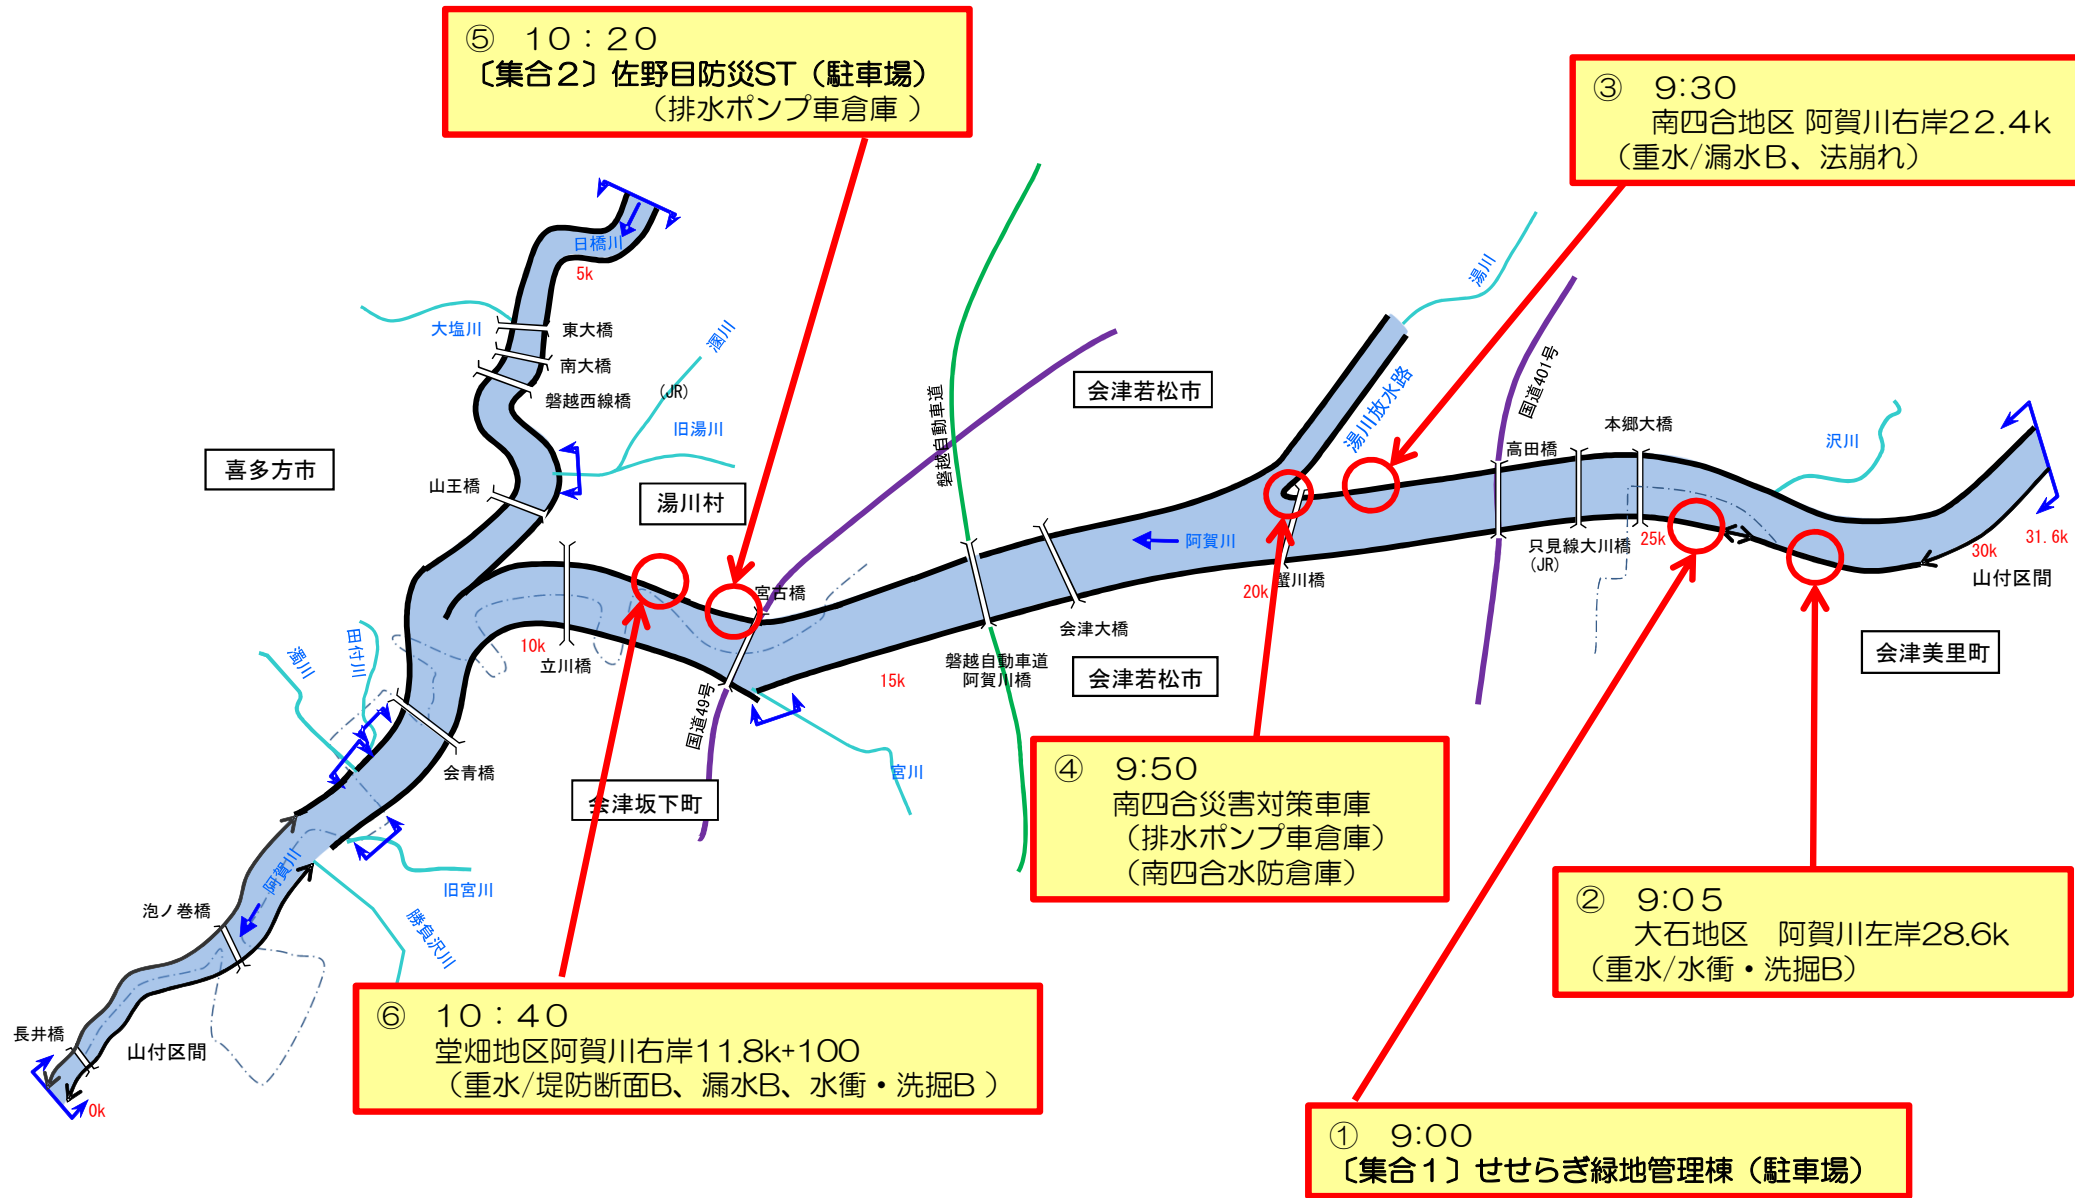 ⑤ 10：20
〔集合２〕佐野目防災ST（駐車場）
（排水ポンプ車倉庫 ）
③ 9:30
南四合地区 阿賀川右岸22.4k
（重水/漏水Ｂ、法崩れ）
日橋川
5k
大塩川
東大橋
南大橋
磐越西線橋
(JR)
溷川
旧湯川
喜多方市
山王橋
湯川村
磐越自動車道
会津若松市
湯川
湯川放水路
国道401号
高田橋
本郷大橋
沢川
阿賀川
宮古橋
20k
蟹川橋
只見線大川橋
(JR)
25k
30k
31.6k
山付区間
会津美里町
10k
立川橋
会津大橋
磐越自動車道
阿賀川橋
会津若松市
15k
国道49号
宮川
田付川
濁川
会青橋
会津坂下町
④ 9:50
南四合災害対策車庫
（排水ポンプ車倉庫）
（南四合水防倉庫）
② 9:05
大石地区 阿賀川左岸28.6k
（重水/水衝・洗掘B）
阿賀川
旧宮川
泡ノ巻橋
勝負沢川
長井橋
山付区間
0k
⑥ 10：40
堂畑地区阿賀川右岸11.8k+100
（重水/堤防断面B、漏水B、水衝・洗掘B ）
① 9:00
〔集合１〕せせらぎ緑地管理棟（駐車場）